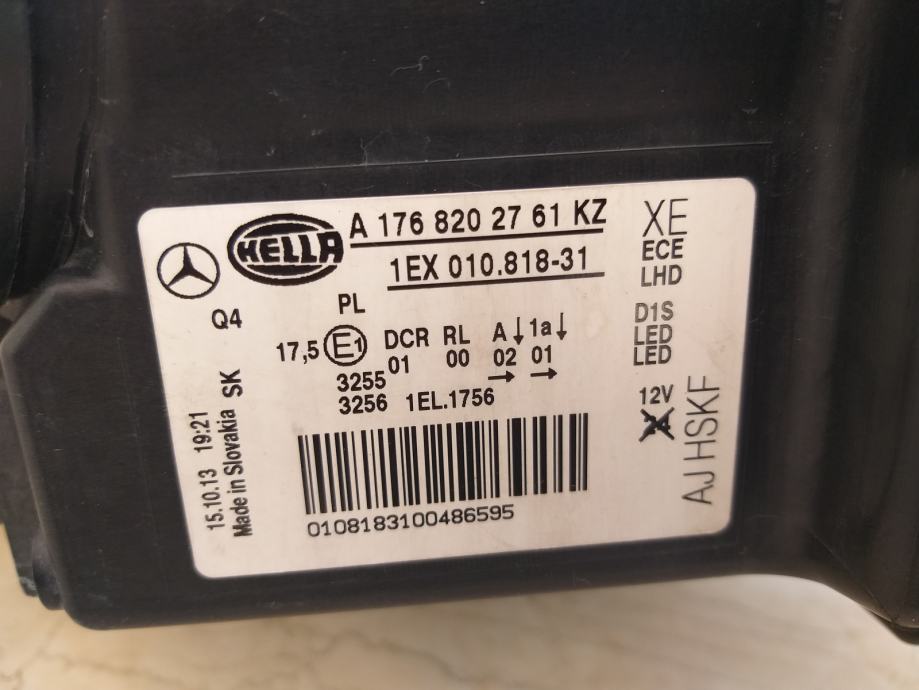 HELLA
A 176 820 27 61 KZ
1EX 010.818-31
XE
ECE
LHD
Q4
PL
17,5 E1
DCR RL A↓ 1a↓
01 00 02 01
→ →
3255
3256 1EL.1756
D1S
LED
LED
12V
24
AJ HSKF
15.10.13 19:21
Made in Slovakia SK
0108183100486595